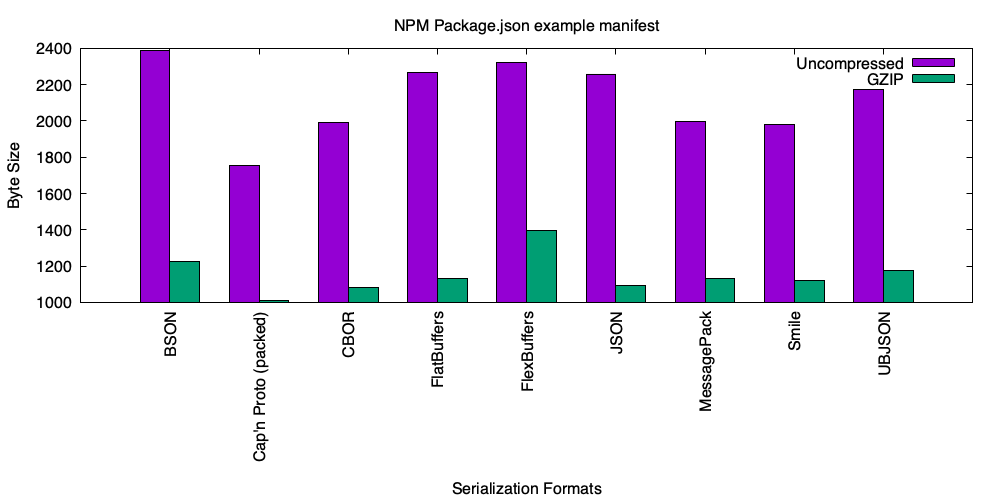 NPM Package.json example manifest
Uncompressed
GZIP
Byte Size
2400
2200
2000
1800
1600
1400
1200
1000
BSON
Cap'n Proto (packed)
CBOR
FlatBuffers
FlexBuffers
JSON
MessagePack
Smile
UBJSON
Serialization Formats